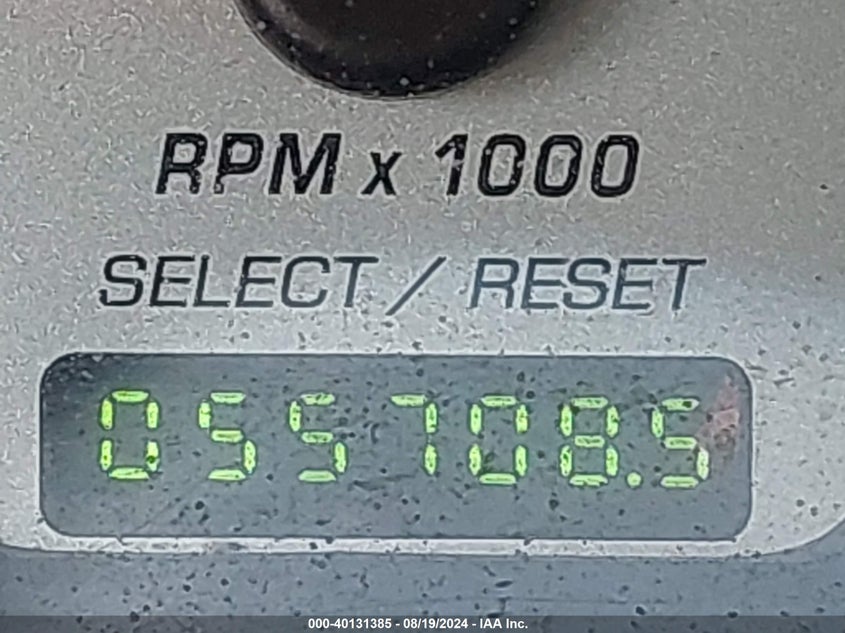 RPM x 1000
SELECT / RESET
055708.5
000-40131385 - 08/19/2024 - IAA Inc.